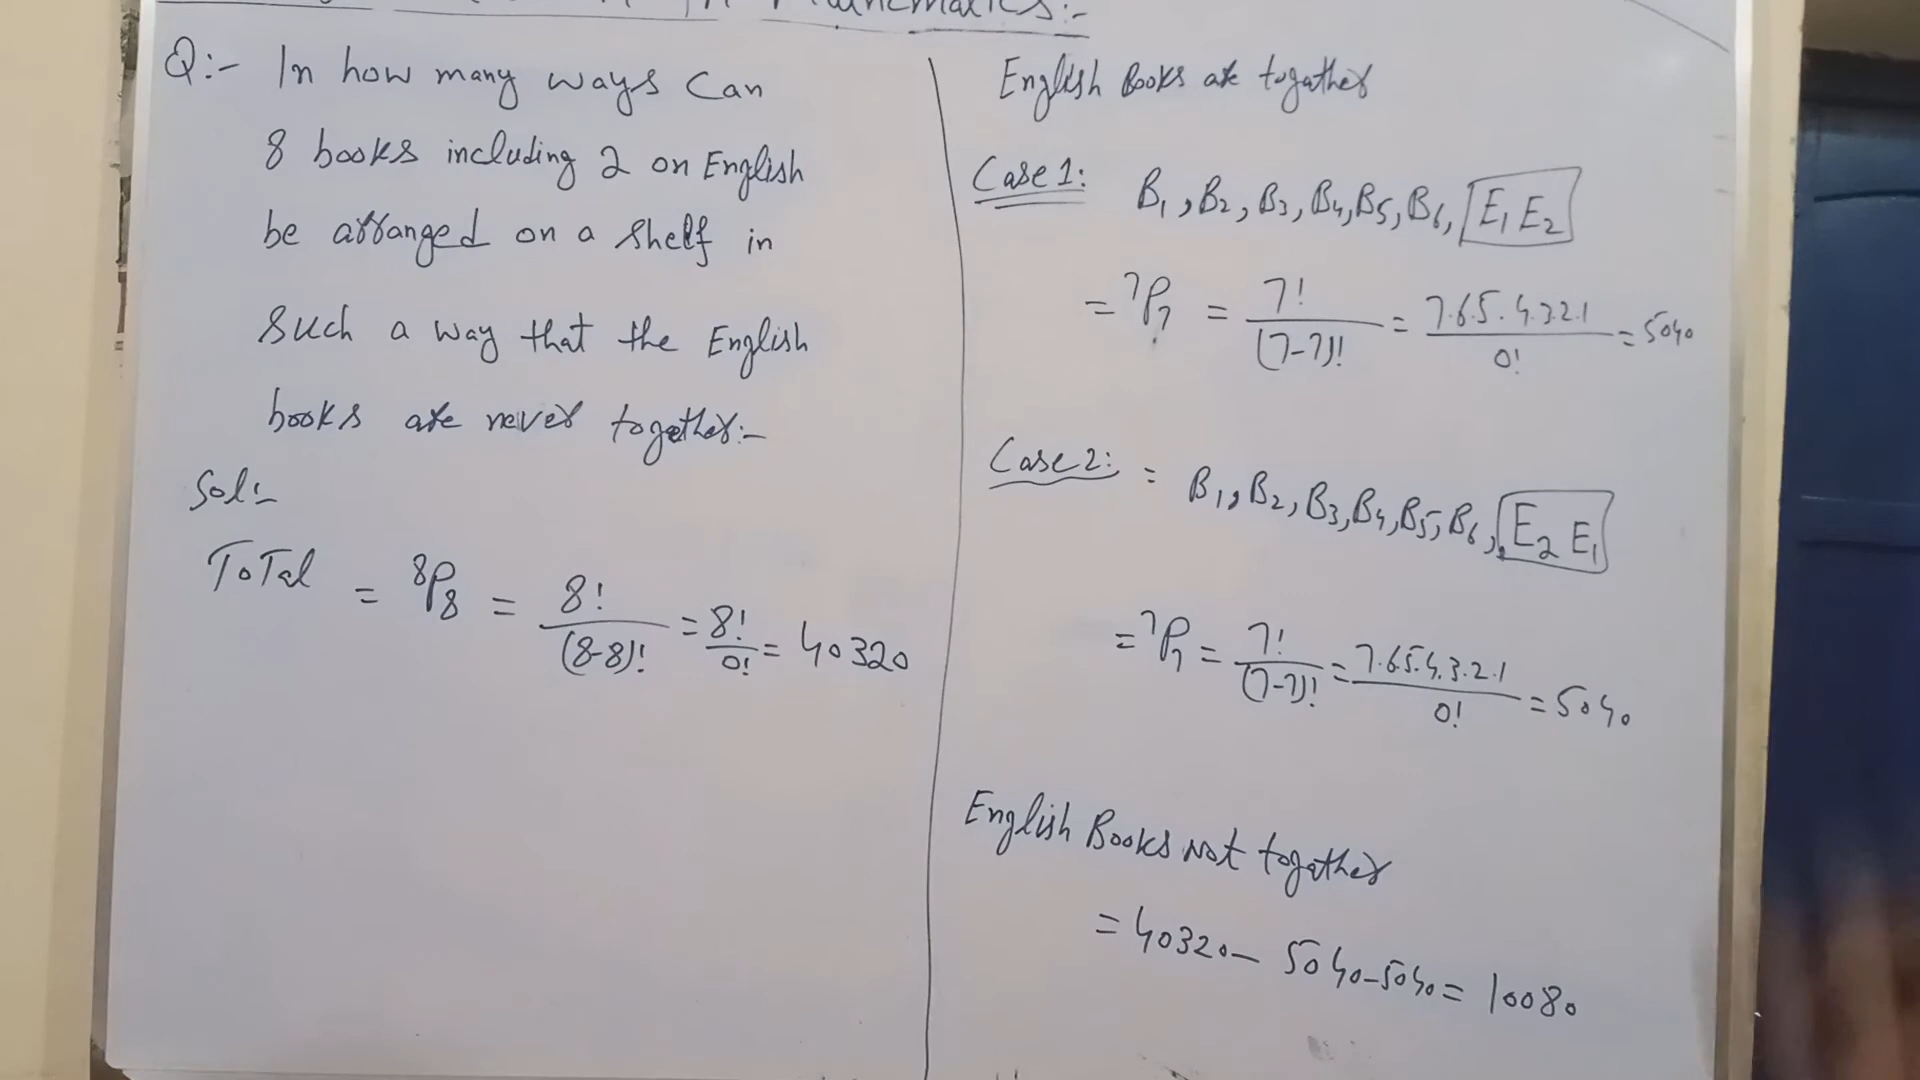 Mathematics:-
Q:- In how many ways Can
8 books including 2 on English
be arranged on a shelf in
such a way that the English
books are never together:-
Sol:-
ToTal = ⁸P₈ = 8!/(8-8)! = 8!/0! = 40320
English Books are togather
Case 1: B₁, B₂, B₃, B₄, B₅, B₆, E₁ E₂
= ⁷P₇ = 7!/(7-7)! = 7.6.5.4.3.2.1/0! = 5040
Case 2: = B₁, B₂, B₃, B₄, B₅, B₆, E₂ E₁
= ⁷P₇ = 7!/(7-7)! = 7.6.5.4.3.2.1/0! = 5040
English Books Not togather
= 40320 - 5040 - 5040 = 10080